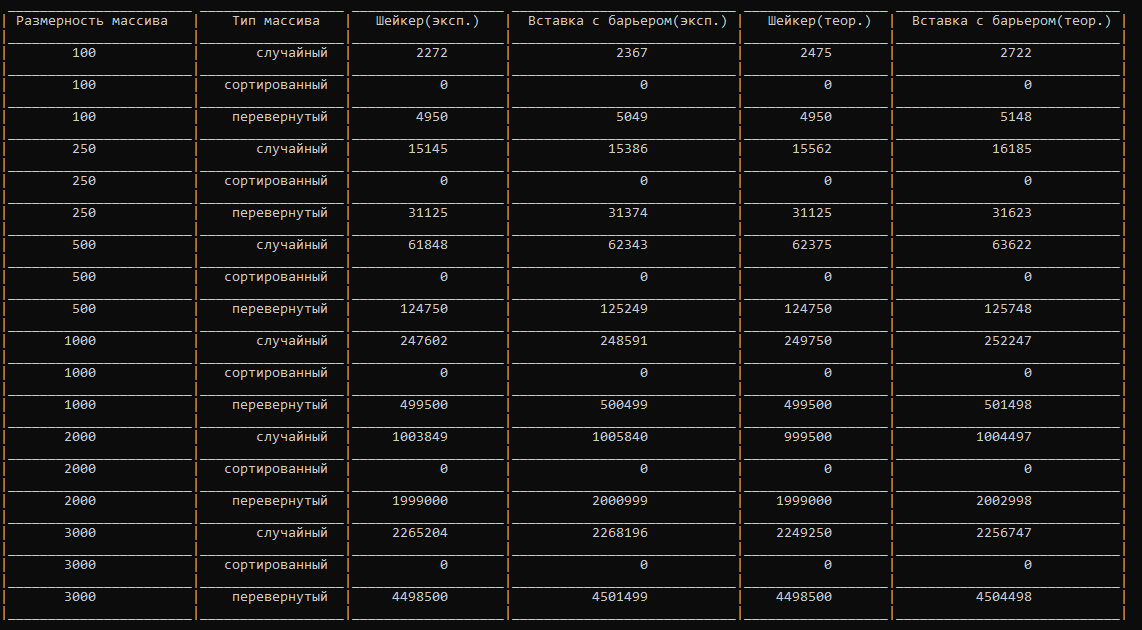 Размерность массива Тип массива Шейкер(эксп.) Вставка с барьером(эксп.) Шейкер(теор.) Вставка с барьером(теор.)
100 случайный 2272 2367 2475 2722
100 сортированный 0 0 0 0
100 перевернутый 4950 5049 4950 5148
250 случайный 15145 15386 15562 16185
250 сортированный 0 0 0 0
250 перевернутый 31125 31374 31125 31623
500 случайный 61848 62343 62375 63622
500 сортированный 0 0 0 0
500 перевернутый 124750 125249 124750 125748
1000 случайный 247602 248591 249750 252247
1000 сортированный 0 0 0 0
1000 перевернутый 499500 500499 499500 501498
2000 случайный 1003849 1005840 999500 1004497
2000 сортированный 0 0 0 0
2000 перевернутый 1999000 2000999 1999000 2002998
3000 случайный 2265204 2268196 2249250 2256747
3000 сортированный 0 0 0 0
3000 перевернутый 4498500 4501499 4498500 4504498